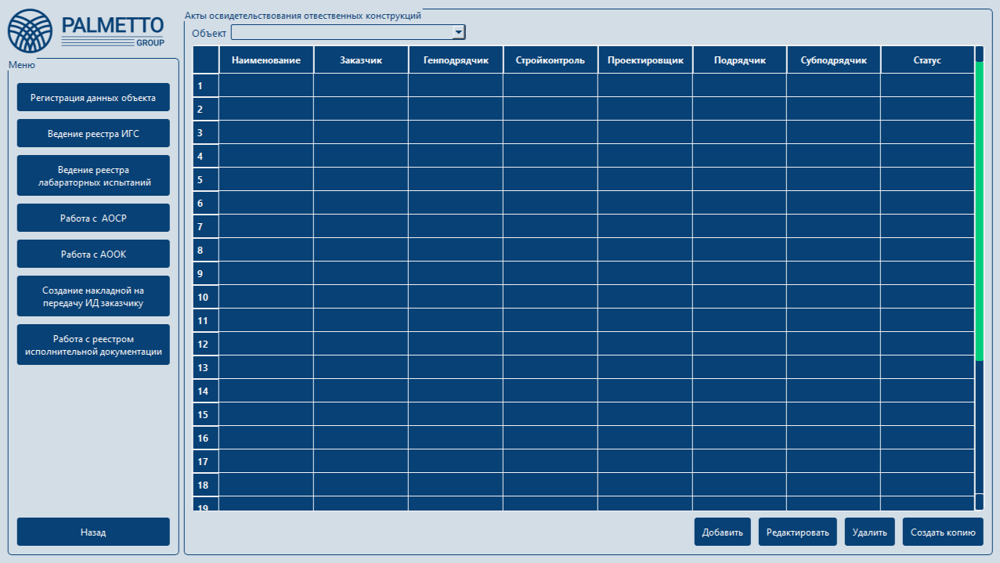 PALMETTO
GROUP
Меню
Регистрация данных объекта
Ведение реестра ИГС
Ведение реестра
лабараторных испытаний
Работа с  АОСР
Работа с АООК
Создание накладной на
передачу ИД заказчику
Работа с реестром
исполнительной документации
Назад
Акты освидетельствования отвественных конструкций
Объект
Наименование Заказчик Генподрядчик Стройконтроль Проектировщик Подрядчик Субподрядчик Статус
1
2
3
4
5
6
7
8
9
10
11
12
13
14
15
16
17
18
19
Добавить Редактировать Удалить Создать копию